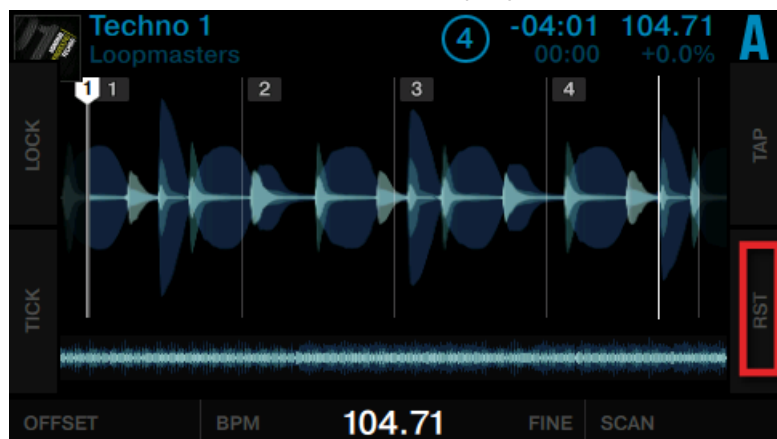 Techno 1
Loopmasters
4
-04:01
104.71
00:00
+0.0%
A
LOCK
TICK
1
1
2
3
4
TAP
RST
OFFSET
BPM
104.71
FINE
SCAN